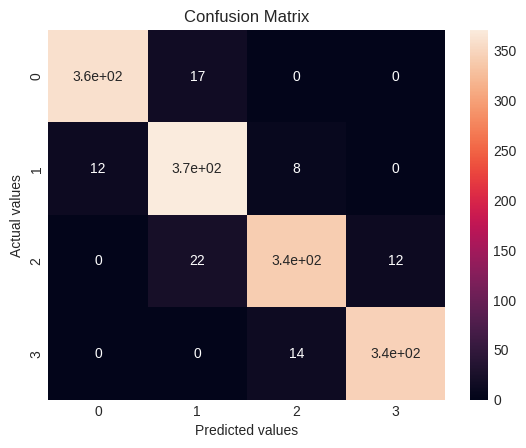 Confusion Matrix
0 3.6e+02 17 0 0
1 12 3.7e+02 8 0
2 0 22 3.4e+02 12
3 0 0 14 3.4e+02
0 1 2 3
Actual values
Predicted values
350
300
250
200
150
100
50
0